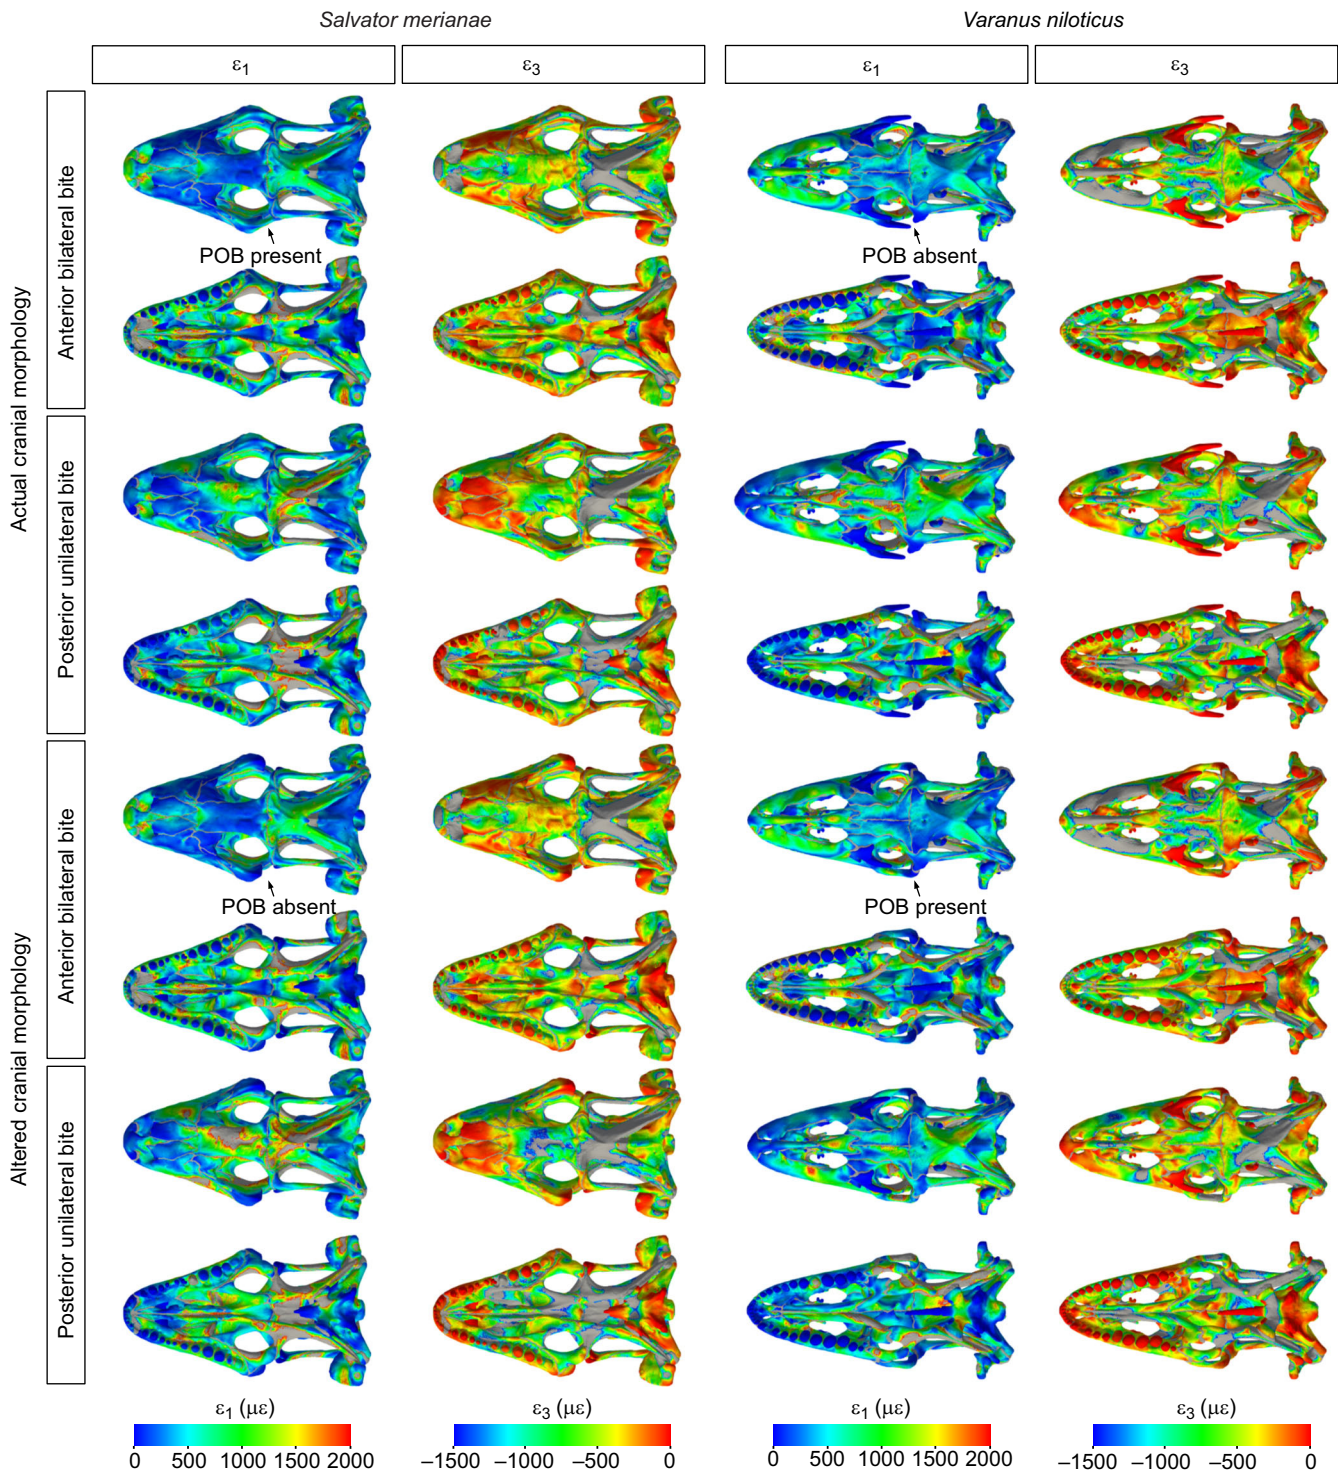 Salvator merianae
Varanus niloticus
ε1
ε3
ε1
ε3
Actual cranial morphology
Anterior bilateral bite
POB present
POB absent
Posterior unilateral bite
Altered cranial morphology
Anterior bilateral bite
POB absent
POB present
Posterior unilateral bite
ε1 (με)
ε3 (με)
ε1 (με)
ε3 (με)
0 500 1000 1500 2000
–1500 –1000 –500 0
0 500 1000 1500 2000
–1500 –1000 –500 0